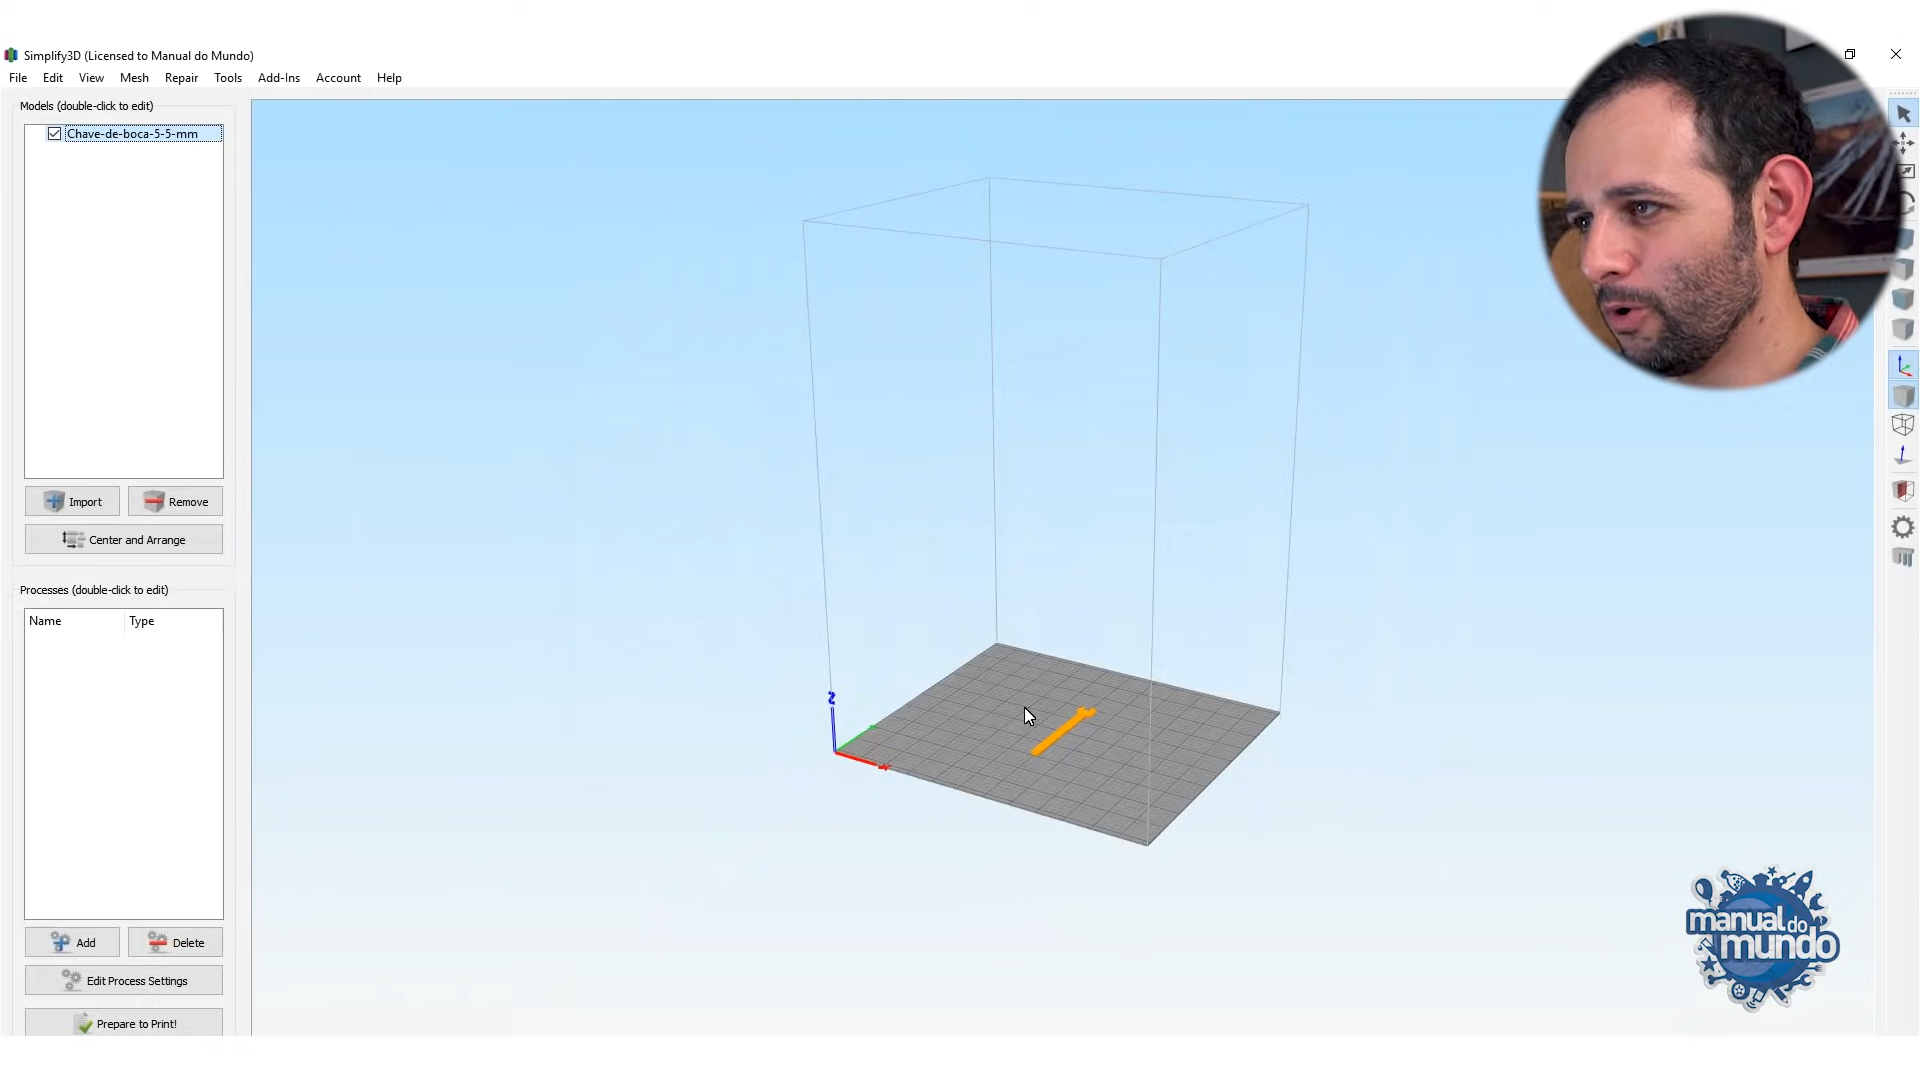 Simplify3D (Licensed to Manual do Mundo)
File Edit View Mesh Repair Tools Add-Ins Account Help
Models (double-click to edit)
Chave-de-boca-5-5-mm
Import Remove
Center and Arrange
Processes (double-click to edit)
Name Type
Add Delete
Edit Process Settings
Prepare to Print!
manual do
mundo